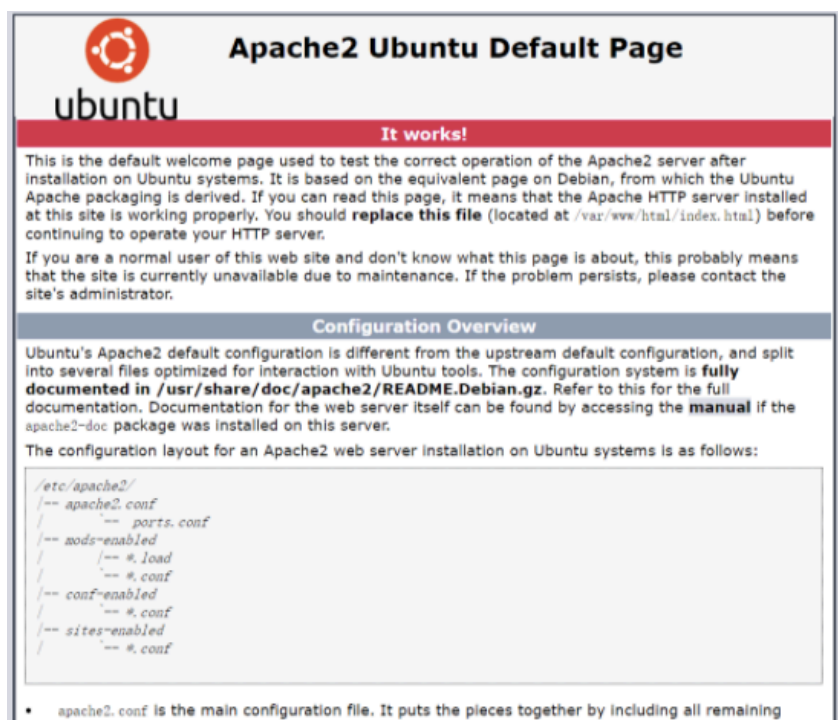 ubuntu
Apache2 Ubuntu Default Page
It works!
This is the default welcome page used to test the correct operation of the Apache2 server after
installation on Ubuntu systems. It is based on the equivalent page on Debian, from which the Ubuntu
Apache packaging is derived. If you can read this page, it means that the Apache HTTP server installed
at this site is working properly. You should replace this file (located at /var/www/html/index.html) before
continuing to operate your HTTP server.
If you are a normal user of this web site and don't know what this page is about, this probably means
that the site is currently unavailable due to maintenance. If the problem persists, please contact the
site's administrator.
Configuration Overview
Ubuntu's Apache2 default configuration is different from the upstream default configuration, and split
into several files optimized for interaction with Ubuntu tools. The configuration system is fully
documented in /usr/share/doc/apache2/README.Debian.gz. Refer to this for the full
documentation. Documentation for the web server itself can be found by accessing the manual if the
apache2-doc package was installed on this server.
The configuration layout for an Apache2 web server installation on Ubuntu systems is as follows:
/etc/apache2/
|-- apache2.conf
|       `--  ports.conf
|-- mods-enabled
|       |-- *.load
|       `-- *.conf
|-- conf-enabled
|       `-- *.conf
|-- sites-enabled
|       `-- *.conf
• apache2.conf is the main configuration file. It puts the pieces together by including all remaining